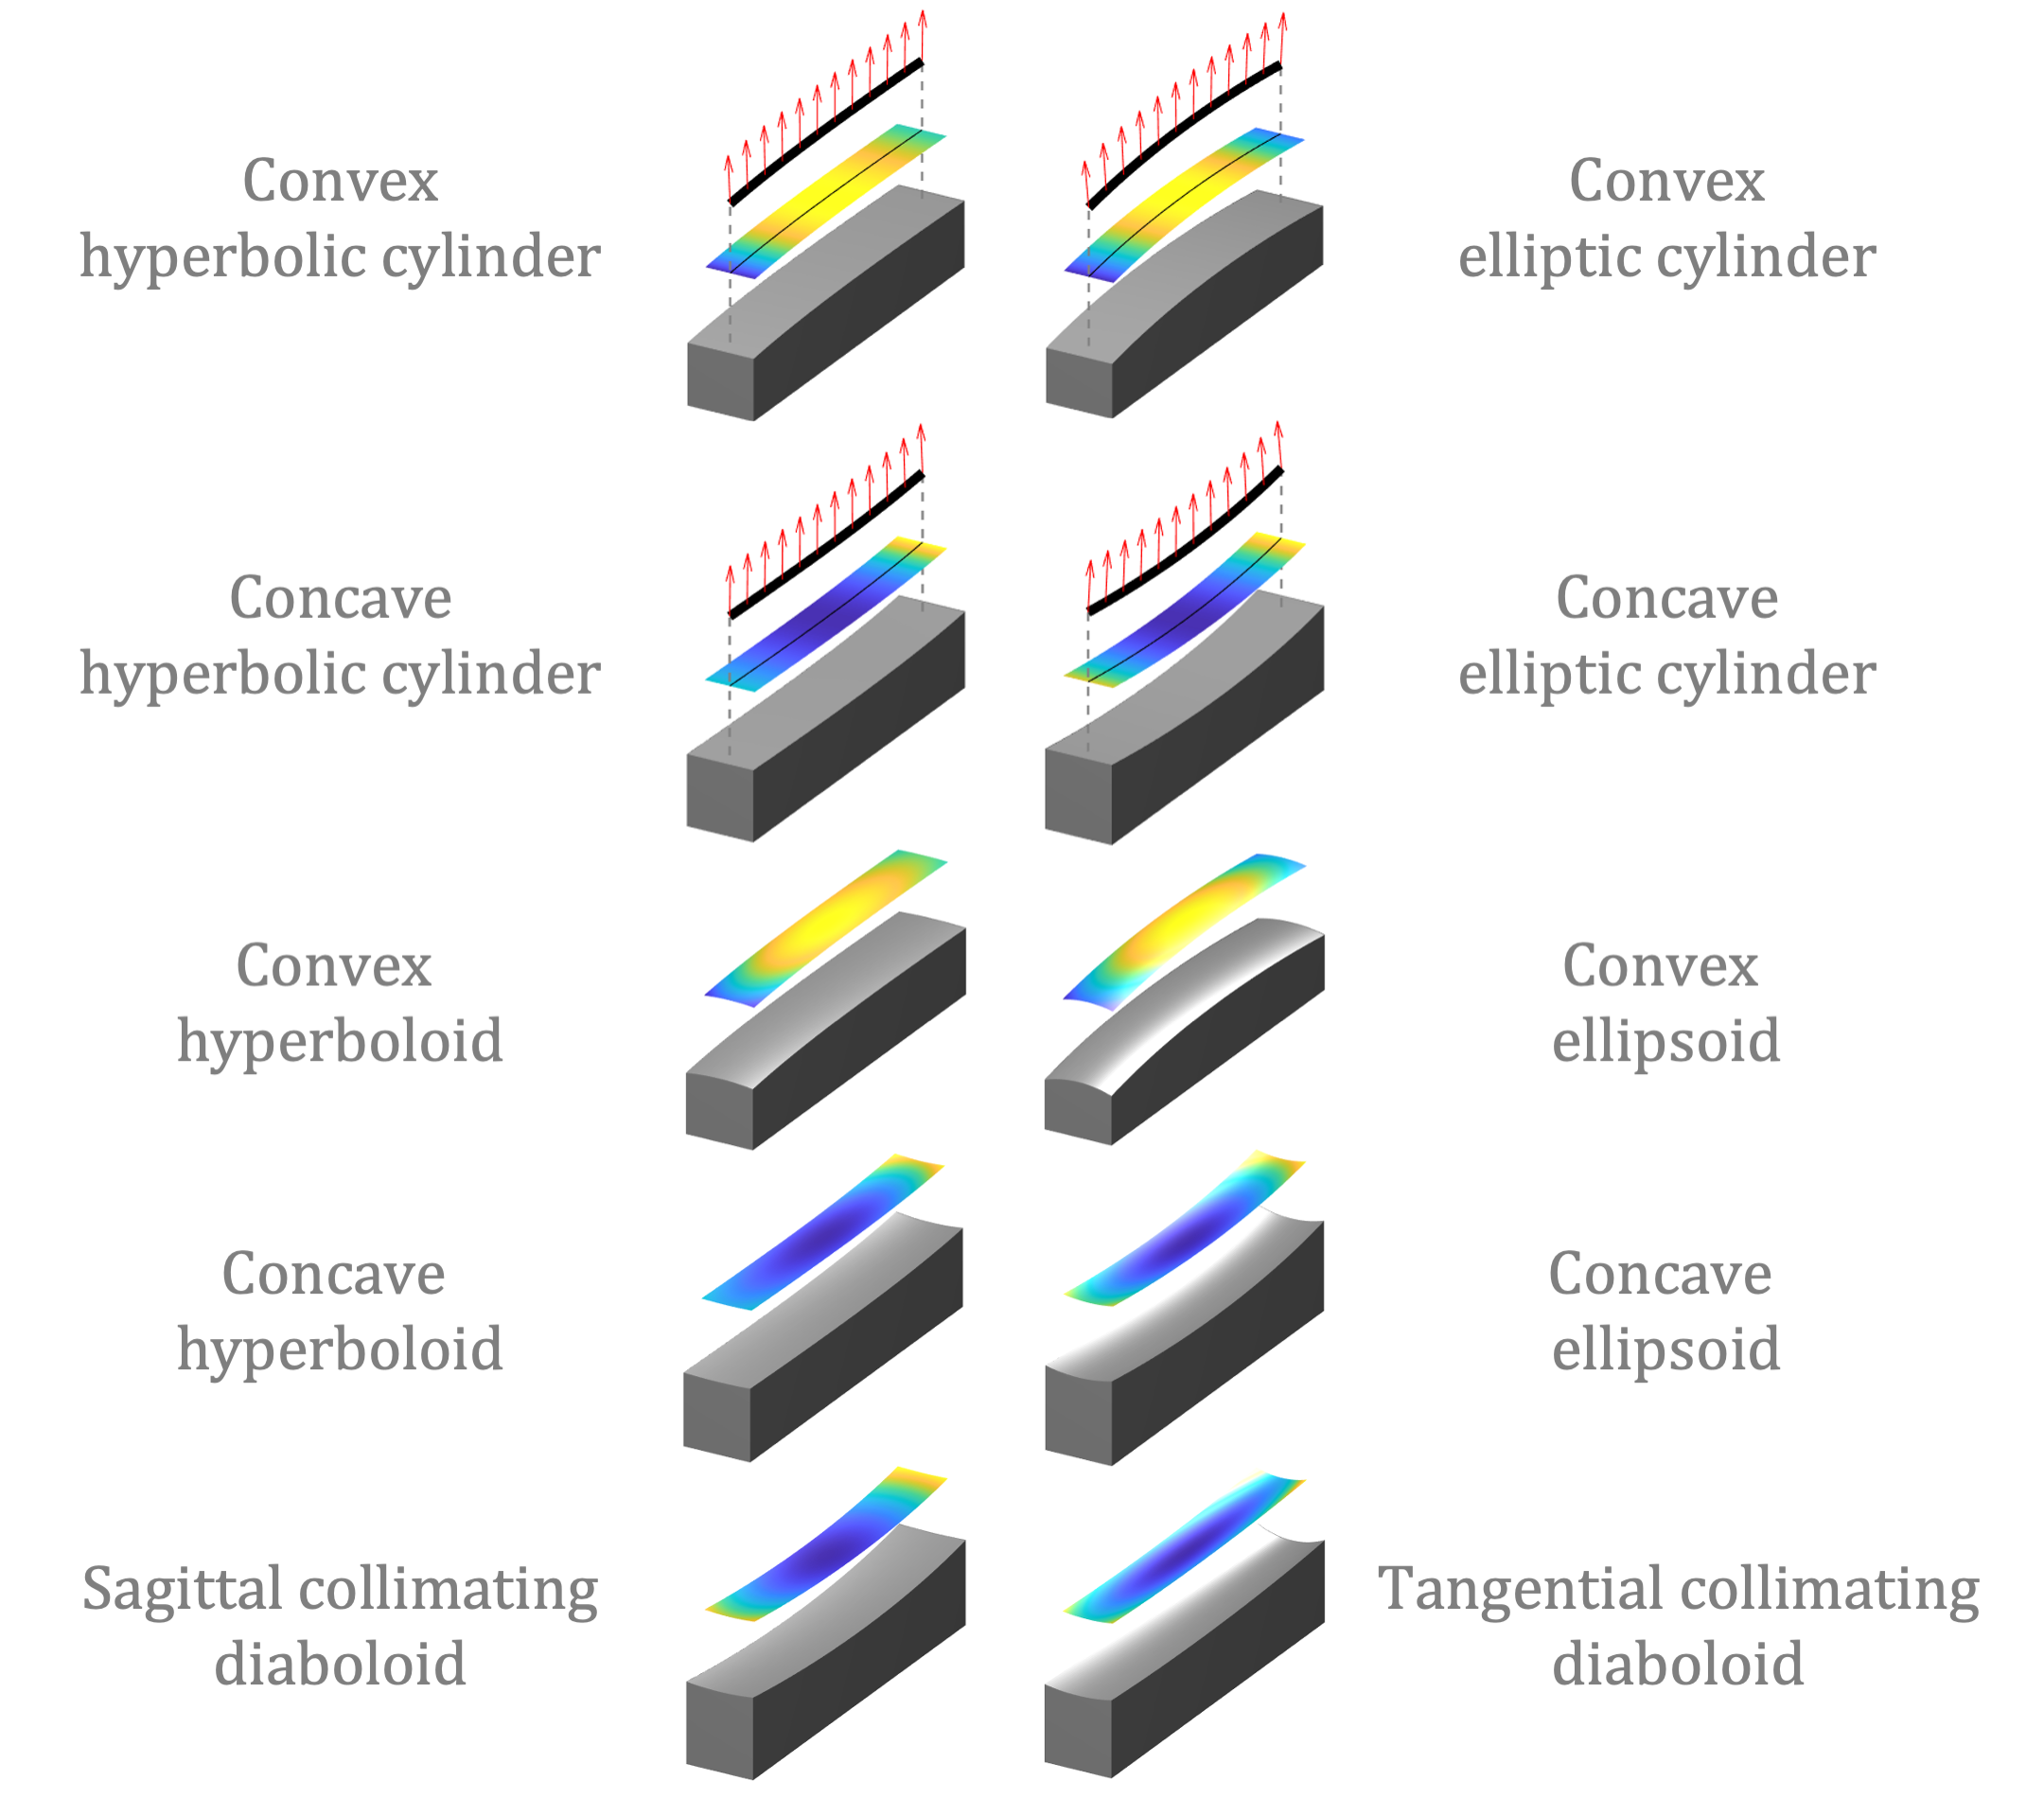 Convex
hyperbolic cylinder
Convex
elliptic cylinder
Concave
hyperbolic cylinder
Concave
elliptic cylinder
Convex
hyperboloid
Convex
ellipsoid
Concave
hyperboloid
Concave
ellipsoid
Sagittal collimating
diaboloid
Tangential collimating
diaboloid